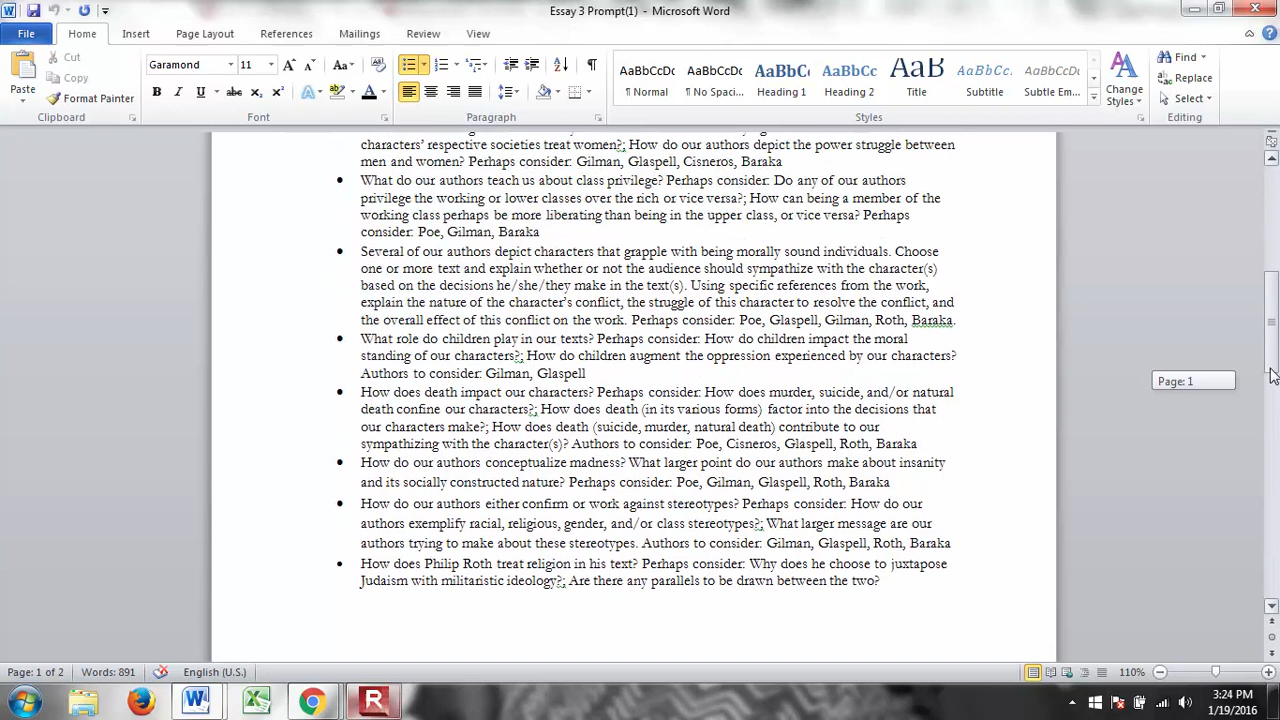 Essay 3 Prompt(1) - Microsoft Word
File Home Insert Page Layout References Mailings Review View
Cut
Copy
Paste
Format Painter
Clipboard
Garamond 11
Font
Paragraph
AaBbCcDc AaBbCcDc AaBbCc AaBbCc AaB AaBbCcL AaBbCcDc
¶ Normal ¶ No Spaci... Heading 1 Heading 2 Title Subtitle Subtle Em...
Styles
Change
Styles
Find
Replace
Select
Editing
characters' respective societies treat women?; How do our authors depict the power struggle between
men and women? Perhaps consider: Gilman, Glaspell, Cisneros, Baraka
• What do our authors teach us about class privilege? Perhaps consider: Do any of our authors
privilege the working or lower classes over the rich or vice versa?; How can being a member of the
working class perhaps be more liberating than being in the upper class, or vice versa? Perhaps
consider: Poe, Gilman, Baraka
• Several of our authors depict characters that grapple with being morally sound individuals. Choose
one or more text and explain whether or not the audience should sympathize with the character(s)
based on the decisions he/she/they make in the text(s). Using specific references from the work,
explain the nature of the character's conflict, the struggle of this character to resolve the conflict, and
the overall effect of this conflict on the work. Perhaps consider: Poe, Glaspell, Gilman, Roth, Baraka.
• What role do children play in our texts? Perhaps consider: How do children impact the moral
standing of our characters?; How do children augment the oppression experienced by our characters?
Authors to consider: Gilman, Glaspell
• How does death impact our characters? Perhaps consider: How does murder, suicide, and/or natural
death confine our characters?; How does death (in its various forms) factor into the decisions that
our characters make?; How does death (suicide, murder, natural death) contribute to our
sympathizing with the character(s)? Authors to consider: Poe, Cisneros, Glaspell, Roth, Baraka
• How do our authors conceptualize madness? What larger point do our authors make about insanity
and its socially constructed nature? Perhaps consider: Poe, Gilman, Glaspell, Roth, Baraka
• How do our authors either confirm or work against stereotypes? Perhaps consider: How do our
authors exemplify racial, religious, gender, and/or class stereotypes?; What larger message are our
authors trying to make about these stereotypes. Authors to consider: Gilman, Glaspell, Roth, Baraka
• How does Philip Roth treat religion in his text? Perhaps consider: Why does he choose to juxtapose
Judaism with militaristic ideology?; Are there any parallels to be drawn between the two?
Page: 1
Page: 1 of 2 Words: 891 English (U.S.) 110%
3:24 PM
1/19/2016